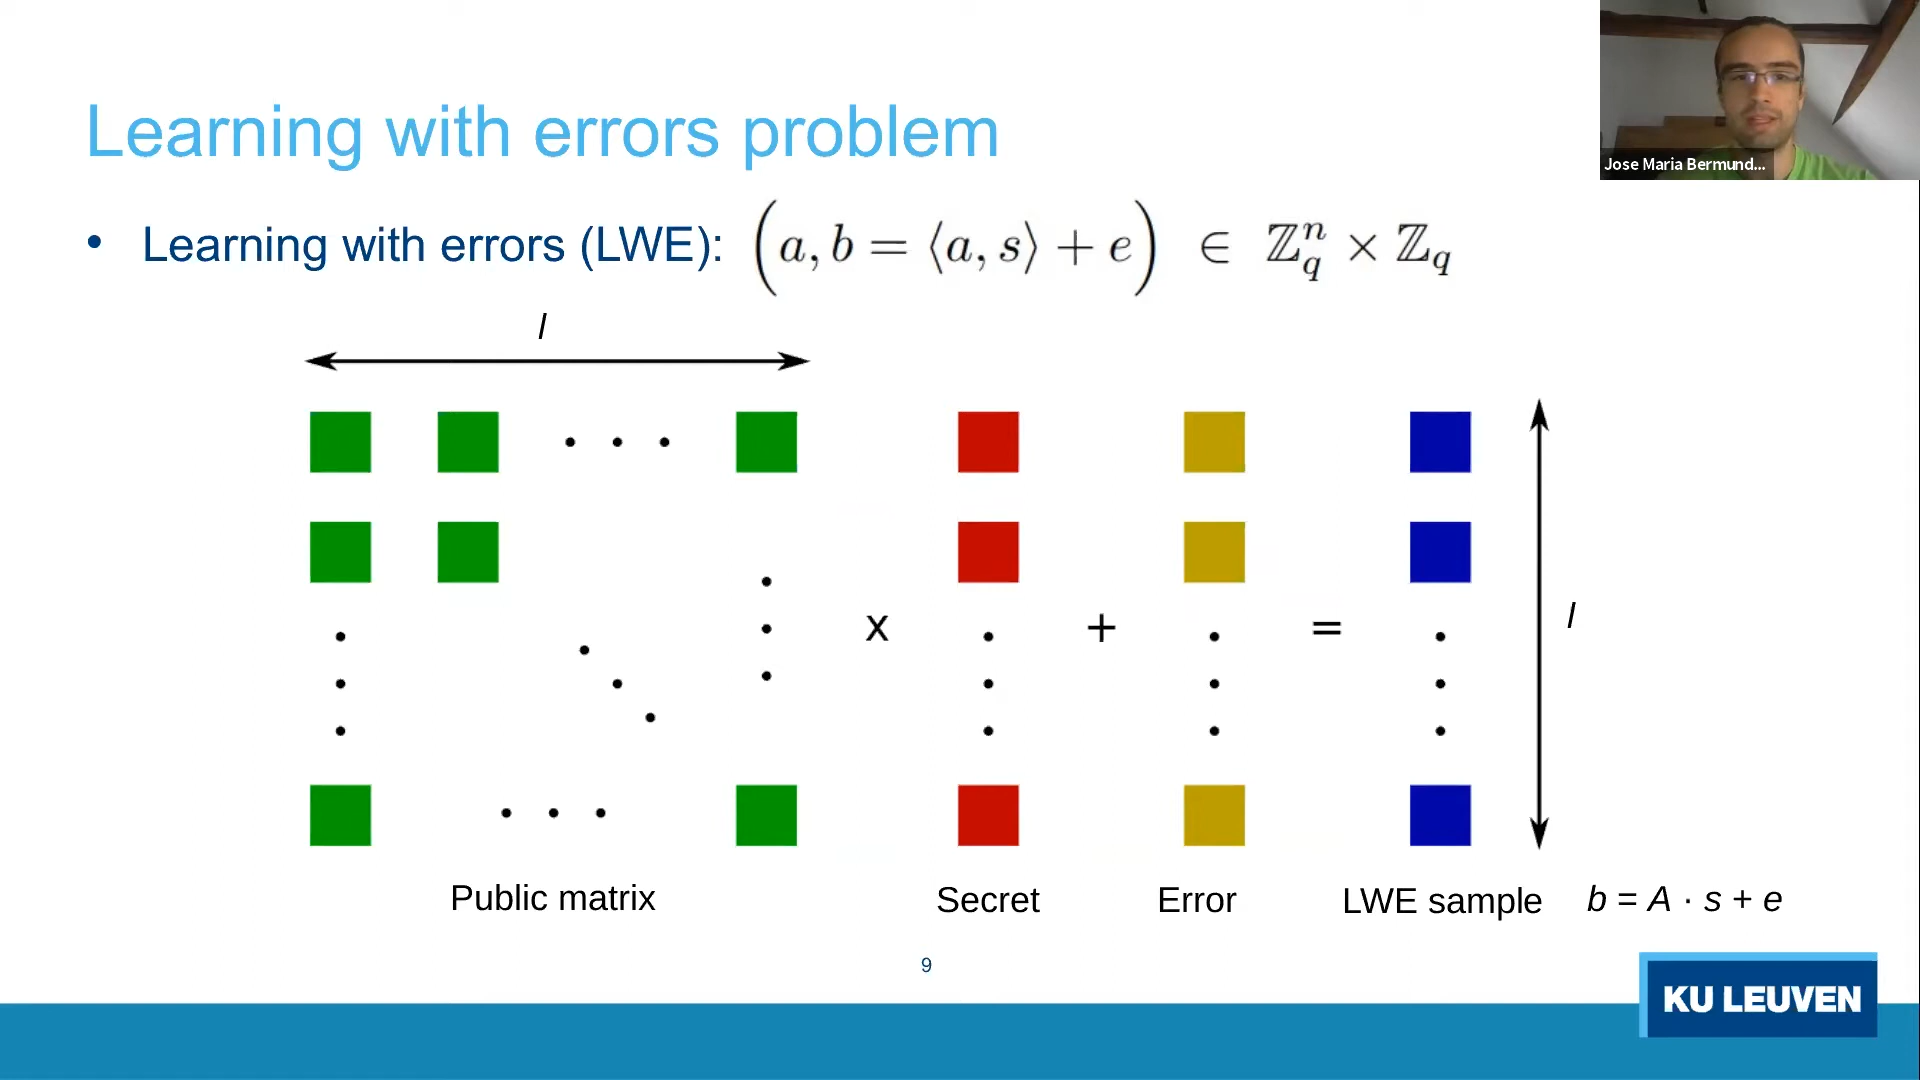 Learning with errors problem
Jose Maria Bermund...
• Learning with errors (LWE): (a, b = ⟨a, s⟩ + e) ∈ ℤ_q^n × ℤ_q
l
x + = l
Public matrix Secret Error LWE sample b = A · s + e
9
KU LEUVEN